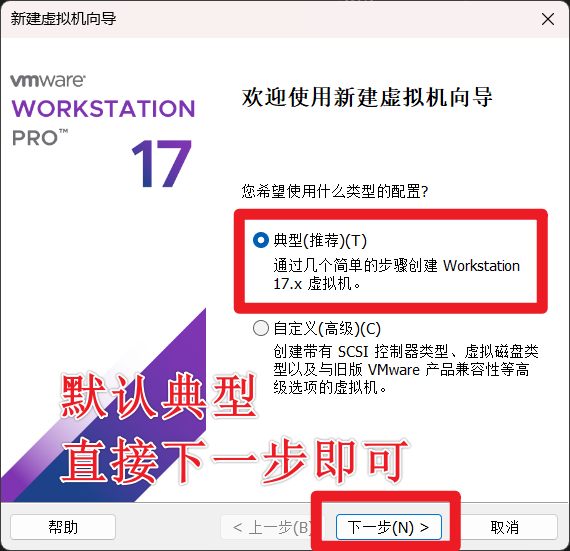 新建虚拟机向导
vmware
WORKSTATION
PRO™
17
欢迎使用新建虚拟机向导
您希望使用什么类型的配置?
典型(推荐)(T)
通过几个简单的步骤创建 Workstation
17.x 虚拟机。
自定义(高级)(C)
创建带有 SCSI 控制器类型、虚拟磁盘类
型以及与旧版 VMware 产品兼容性等高
级选项的虚拟机。
默认典型
直接下一步即可
帮助
< 上一步(B)
下一步(N) >
取消